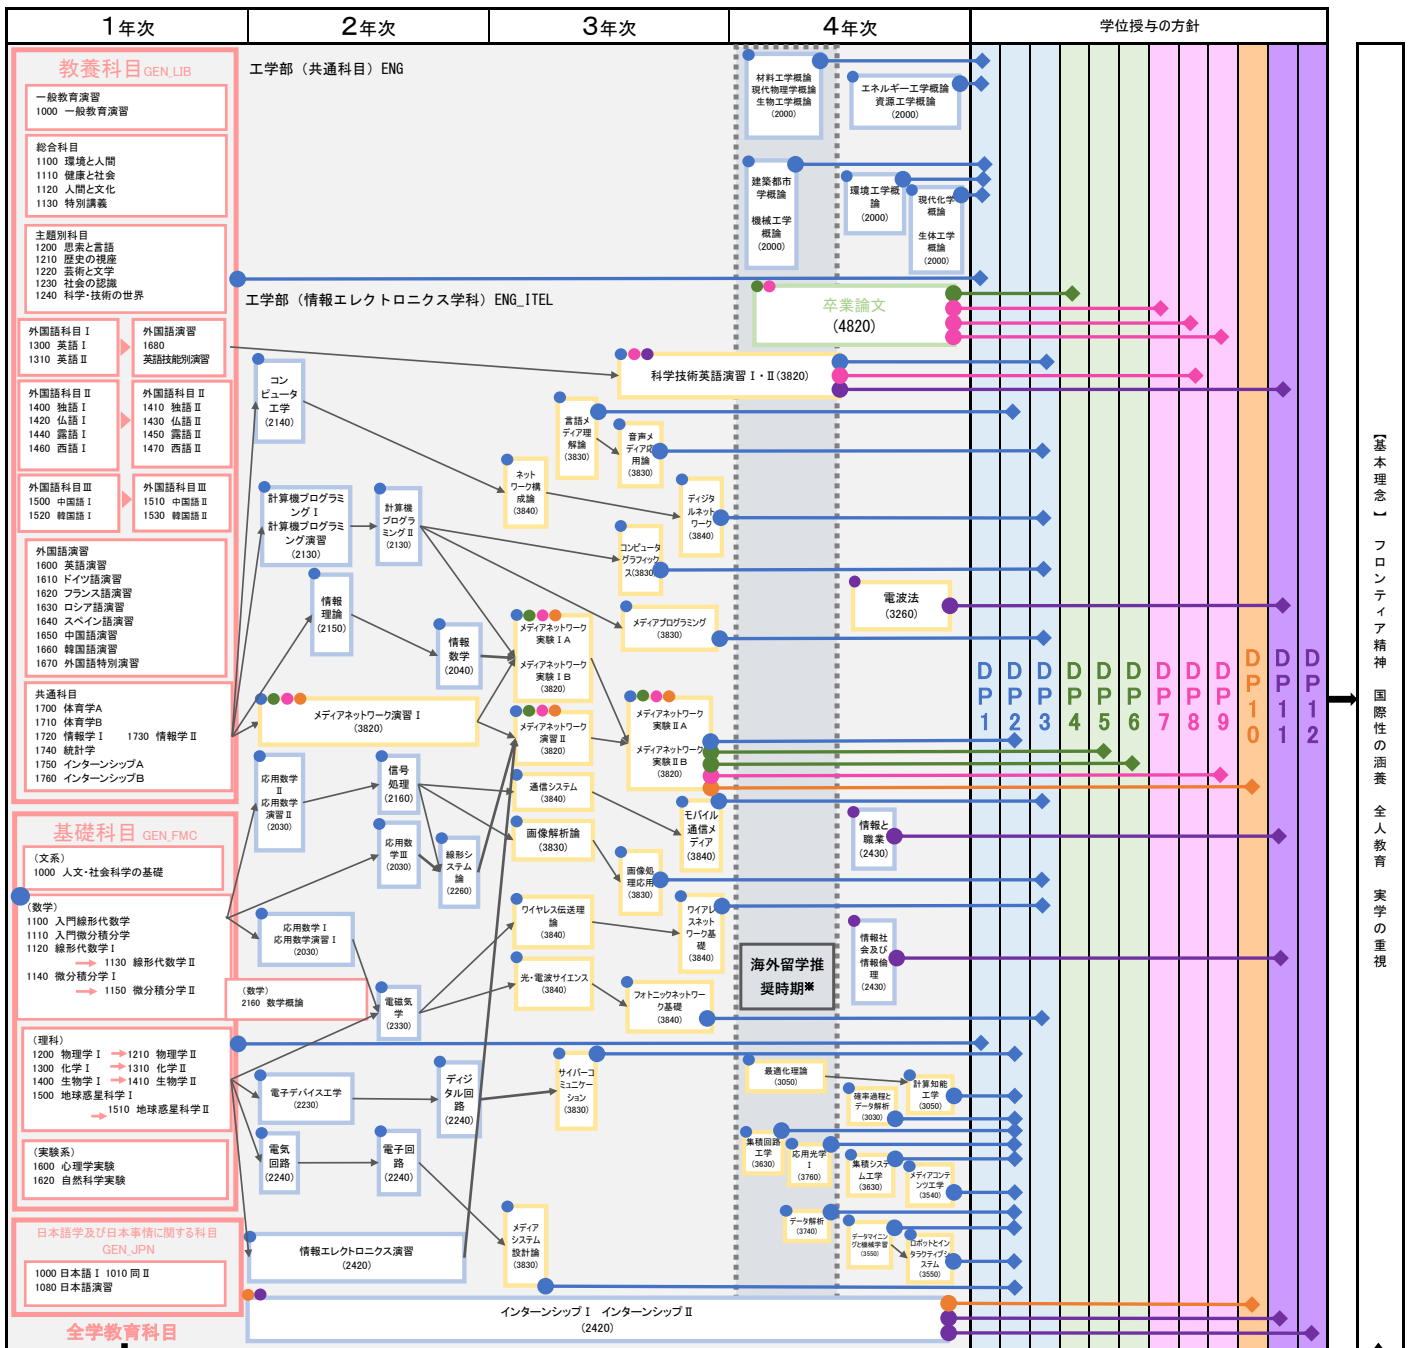 1年次
2年次
3年次
4年次
学位授与の方針
教養科目 GEN_LIB
一般教育演習
1000 一般教育演習
総合科目
1100 環境と人間
1110 健康と社会
1120 人間と文化
1130 特別講義
主題別科目
1200 思索と言語
1210 歴史の視座
1220 芸術と文学
1230 社会の認識
1240 科学・技術の世界
外国語科目Ⅰ
1300 英語Ⅰ
1310 英語Ⅱ
外国語演習
1680
英語技能別演習
外国語科目Ⅱ
1400 独語Ⅰ
1420 仏語Ⅰ
1440 露語Ⅰ
1460 西語Ⅰ
外国語科目Ⅱ
1410 独語Ⅱ
1430 仏語Ⅱ
1450 露語Ⅱ
1470 西語Ⅱ
外国語科目Ⅲ
1500 中国語Ⅰ
1520 韓国語Ⅰ
外国語科目Ⅲ
1510 中国語Ⅱ
1530 韓国語Ⅱ
外国語演習
1600 英語演習
1610 ドイツ語演習
1620 フランス語演習
1630 ロシア語演習
1640 スペイン語演習
1650 中国語演習
1660 韓国語演習
1670 外国語特別演習
共通科目
1700 体育学A
1710 体育学B
1720 情報学Ⅰ 1730 情報学Ⅱ
1740 統計学
1750 インターンシップA
1760 インターンシップB
基礎科目 GEN_FMC
(文系)
1000 人文・社会科学の基礎
(数学)
1100 入門線形代数学
1110 入門微分積分学
1120 線形代数学Ⅰ
1130 線形代数学Ⅱ
1140 微分積分学Ⅰ
1150 微分積分学Ⅱ
(数学)
2160 数学概論
(理科)
1200 物理学Ⅰ 1210 物理学Ⅱ
1300 化学Ⅰ 1310 化学Ⅱ
1400 生物学Ⅰ 1410 生物学Ⅱ
1500 地球惑星科学Ⅰ
1510 地球惑星科学Ⅱ
(実験系)
1600 心理学実験
1620 自然科学実験
日本語学及び日本事情に関する科目
GEN_JPN
1000 日本語Ⅰ 1010 同Ⅱ
1080 日本語演習
全学教育科目
工学部（共通科目）ENG
材料工学概論
現代物理学概論
生物工学概論
(2000)
エネルギー工学概論
資源工学概論
(2000)
建築都市
学概論
機械工学
概論
(2000)
環境工学概
論
(2000)
現代化学
概論
生体工学
概論
(2000)
工学部（情報エレクトロニクス学科）ENG_ITEL
卒業論文
(4820)
科学技術英語演習Ⅰ・Ⅱ(3820)
コン
ピュータ
工学
(2140)
言語メ
ディア理
解論
(3830)
音声メ
ディア応
用論
(3830)
ネット
ワーク構
成論
(3840)
ディジタ
ルネット
ワーク
(3840)
計算機プログラミ
ングⅠ
計算機プログラミ
ング演習
(2130)
計算機
プログラ
ミングⅡ
(2130)
コンピュータ
グラフィック
ス(3830)
情報
理論
(2150)
情報
数学
(2040)
メディアネットワーク
実験ⅠA
メディアネットワーク
実験ⅠB
(3820)
メディアプログラミング
(3830)
電波法
(3260)
メディアネットワーク演習Ⅰ
(3820)
メディアネットワーク
演習Ⅱ
(3820)
メディアネットワーク
実験ⅡA
メディアネットワーク
実験ⅡB
(3820)
応用数学
Ⅱ
応用数学
演習Ⅱ
(2030)
信号
処理
(2160)
通信システム
(3840)
モバイル
通信メ
ディア
(3840)
情報と
職業
(2430)
応用数
学Ⅲ
(2030)
線形シ
ステム
論
(2260)
画像解析論
(3830)
画像処
理応用
(3830)
応用数学Ⅰ
応用数学演習Ⅰ
(2030)
ワイヤレス伝送理
論
(3840)
ワイアレ
スネット
ワーク基
礎
(3840)
情報社
会及び
情報倫
理
(2430)
海外留学推
奨時期※
電磁気
学
(2330)
光・電波サイエンス
(3840)
フォトニックネットワー
ク基礎
(3840)
電子デバイス工学
(2230)
ディジ
タル回
路
(2240)
サイバーコ
ミュニケー
ション
(3830)
最適化理論
(3050)
計算知能
工学
(3050)
確率過程と
データ解析
(3030)
電気
回路
(2240)
電子回
路
(2240)
集積回路
工学
(3630)
応用光学
Ⅰ
(3760)
集積システ
ム工学
(3630)
メディアコンテ
ンツ工学
(3540)
メディア
システム
設計論
(3830)
データ解析
(3740)
データマイニン
グと機械学習
(3550)
ロボットとイン
タラクティブシ
ステム
(3550)
情報エレクトロニクス演習
(2420)
インターンシップⅠ インターンシップⅡ
(2420)
DP1
DP2
DP3
DP4
DP5
DP6
DP7
DP8
DP9
DP10
DP11
DP12
【基本理念】 フロンティア精神 国際性の涵養 全人教育 実学の重視